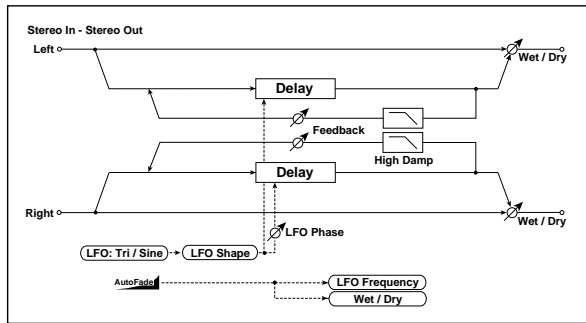 Stereo In - Stereo Out
Left
Wet / Dry
Delay
Feedback
High Damp
Delay
Right
Wet / Dry
LFO Phase
LFO: Tri / Sine
LFO Shape
AutoFade
LFO Frequency
Wet / Dry